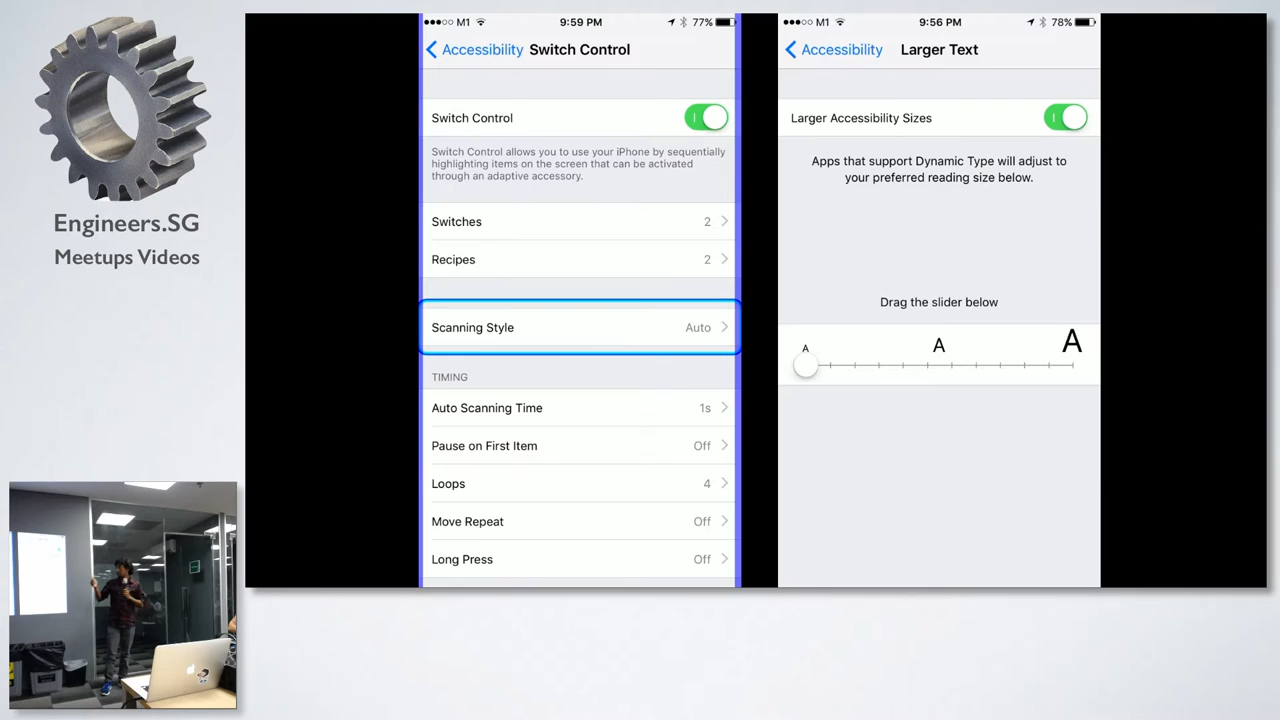 Engineers.SG
Meetups Videos
M1 9:59 PM 77%
Accessibility Switch Control
Switch Control
Switch Control allows you to use your iPhone by sequentially
highlighting items on the screen that can be activated
through an adaptive accessory.
Switches 2
Recipes 2
Scanning Style Auto
TIMING
Auto Scanning Time 1s
Pause on First Item Off
Loops 4
Move Repeat Off
Long Press Off
M1 9:56 PM 78%
Accessibility Larger Text
Larger Accessibility Sizes
Apps that support Dynamic Type will adjust to
your preferred reading size below.
Drag the slider below
A A A